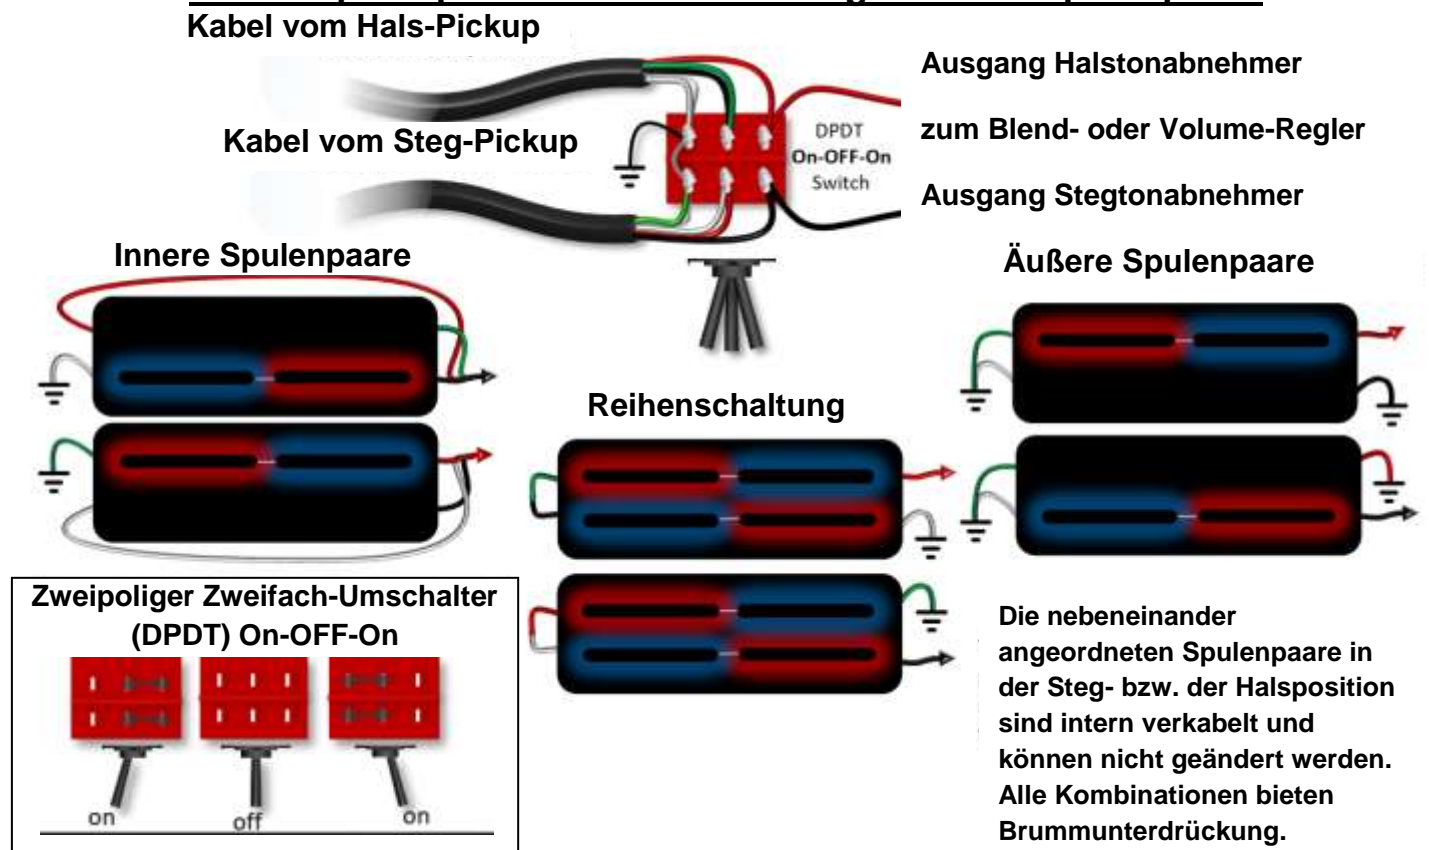 Kabel vom Hals-Pickup
Ausgang Halstonabnehmer
Kabel vom Steg-Pickup
zum Blend- oder Volume-Regler
DPDT
On-OFF-On
Switch
Ausgang Stegtonabnehmer
Innere Spulenpaare
Äußere Spulenpaare
Reihenschaltung
Zweipoliger Zweifach-Umschalter
(DPDT) On-OFF-On
on
off
on
Die nebeneinander
angeordneten Spulenpaare in
der Steg- bzw. der Halsposition
sind intern verkabelt und
können nicht geändert werden.
Alle Kombinationen bieten
Brummunterdrückung.